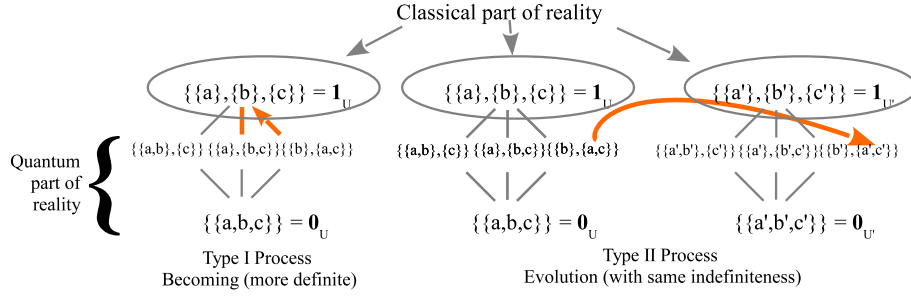 Classical part of reality
{{a},{b},{c}} = 1U
{{a},{b},{c}} = 1U
{{a'},{b'},{c'}} = 1U'
Quantum
part of
reality
{
{{a,b},{c}} {{a},{b,c}} {{b},{a,c}}
{{a,b},{c}} {{a},{b,c}} {{b},{a,c}}
{{a',b'},{c'}} {{a'},{b',c'}} {{b'},{a',c'}}
{{a,b,c}} = 0U
{{a,b,c}} = 0U
{{a',b',c'}} = 0U'
Type I Process
Becoming (more definite)
Type II Process
Evolution (with same indefiniteness)